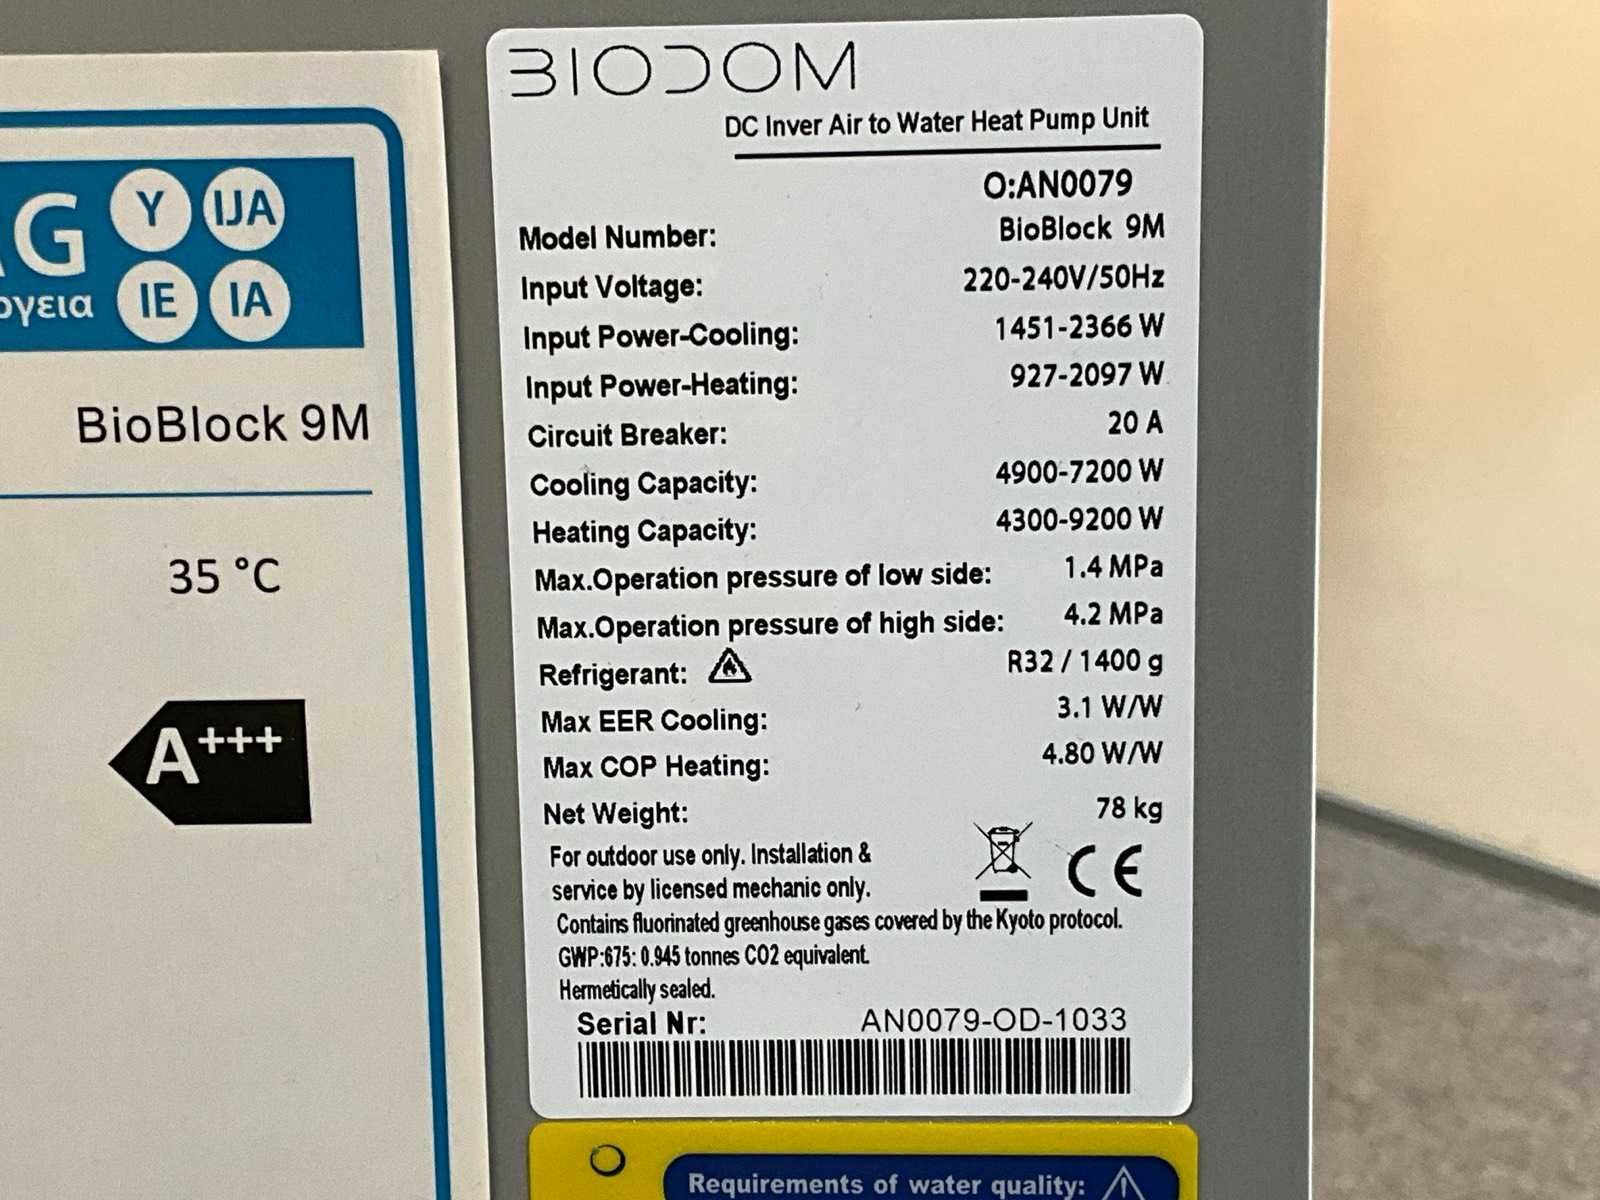 BIODOM
DC Inver Air to Water Heat Pump Unit
O:AN0079
Model Number: BioBlock 9M
Input Voltage: 220-240V/50Hz
Input Power-Cooling: 1451-2366 W
Input Power-Heating: 927-2097 W
Circuit Breaker: 20 A
Cooling Capacity: 4900-7200 W
Heating Capacity: 4300-9200 W
Max.Operation pressure of low side: 1.4 MPa
Max.Operation pressure of high side: 4.2 MPa
Refrigerant: R32 / 1400 g
Max EER Cooling: 3.1 W/W
Max COP Heating: 4.80 W/W
Net Weight: 78 kg
For outdoor use only. Installation &
service by licensed mechanic only.
CE
Contains fluorinated greenhouse gases covered by the Kyoto protocol.
GWP:675: 0.945 tonnes CO2 equivalent.
Hermetically sealed.
Serial Nr: AN0079-OD-1033
Requirements of water quality:
G Y IJA
IE IA
BioBlock 9M
35 °C
A+++